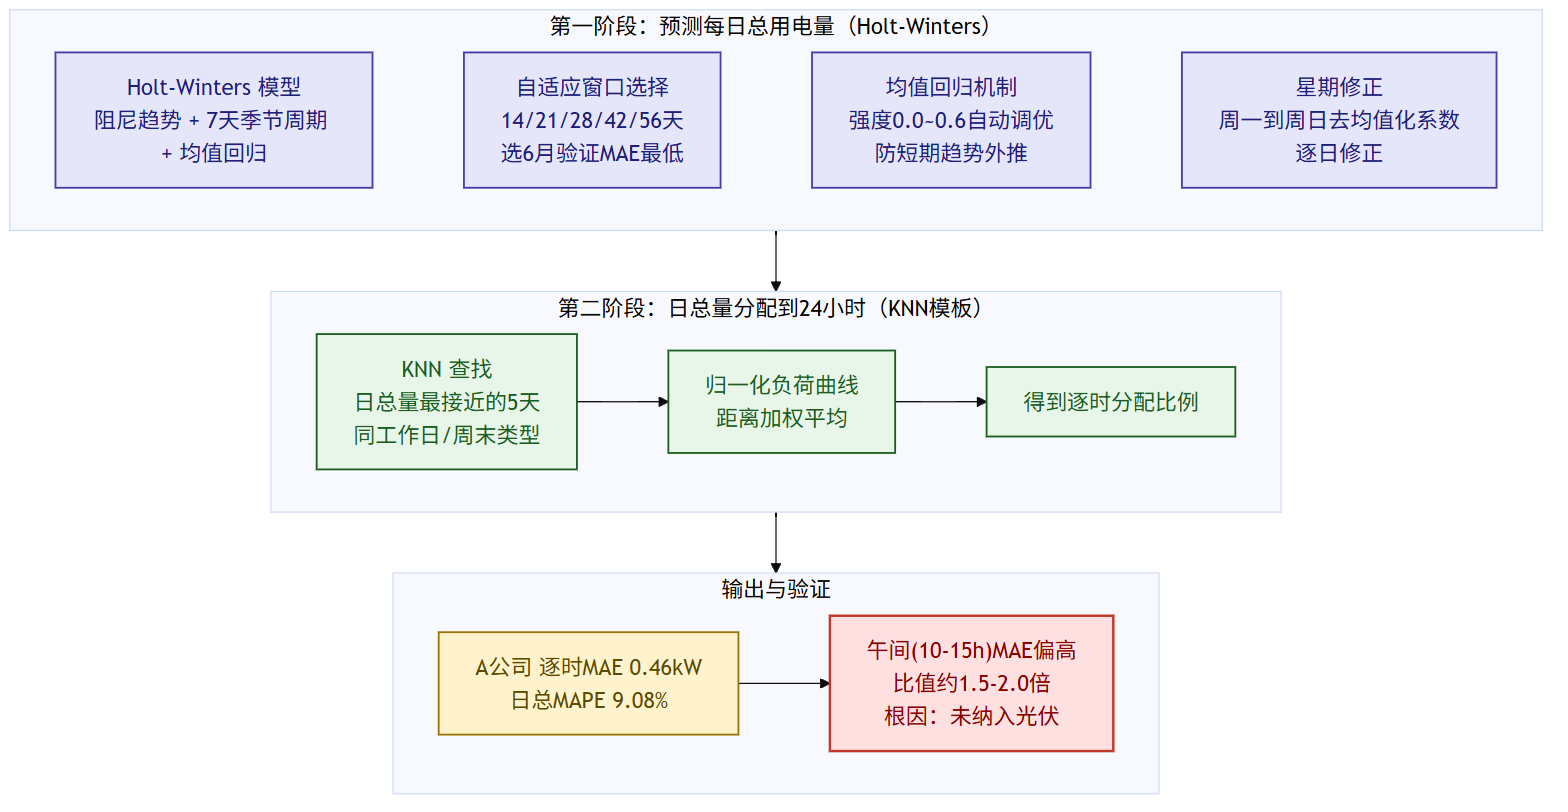 第一阶段：预测每日总用电量（Holt-Winters）
Holt-Winters 模型
阻尼趋势 + 7天季节周期
+ 均值回归
自适应窗口选择
14/21/28/42/56天
选6月验证MAE最低
均值回归机制
强度0.0~0.6自动调优
防短期趋势外推
星期修正
周一到周日去均值化系数
逐日修正
第二阶段：日总量分配到24小时（KNN模板）
KNN 查找
日总量最接近的5天
同工作日/周末类型
归一化负荷曲线
距离加权平均
得到逐时分配比例
输出与验证
A公司 逐时MAE 0.46kW
日总MAPE 9.08%
午间(10-15h)MAE偏高
比值约1.5-2.0倍
根因：未纳入光伏